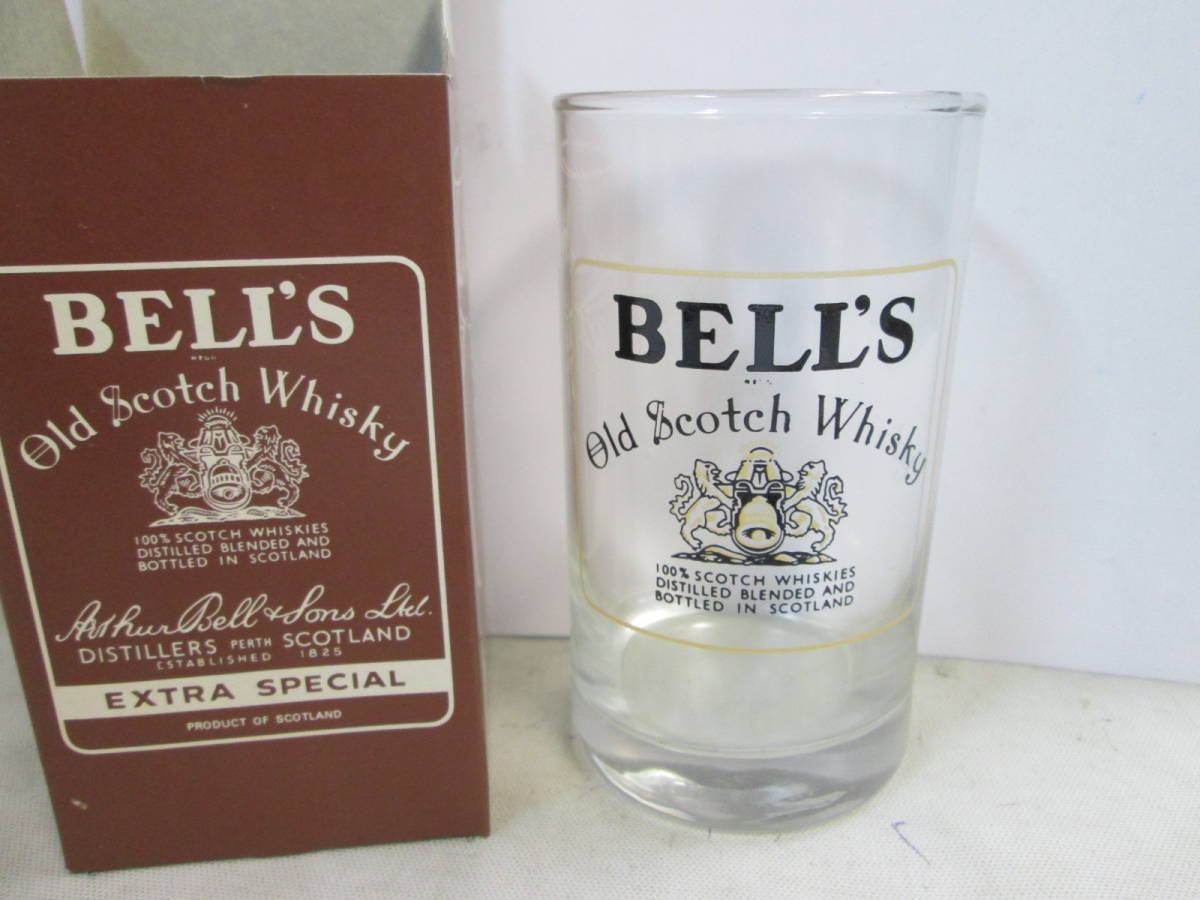 BELL'S
Old Scotch Whisky
100% SCOTCH WHISKIES
DISTILLED BLENDED AND
BOTTLED IN SCOTLAND
Arthur Bell & Sons Ltd.
DISTILLERS PERTH SCOTLAND
ESTABLISHED 1825
EXTRA SPECIAL
PRODUCT OF SCOTLAND
BELL'S
Old Scotch Whisky
100% SCOTCH WHISKIES
DISTILLED BLENDED AND
BOTTLED IN SCOTLAND